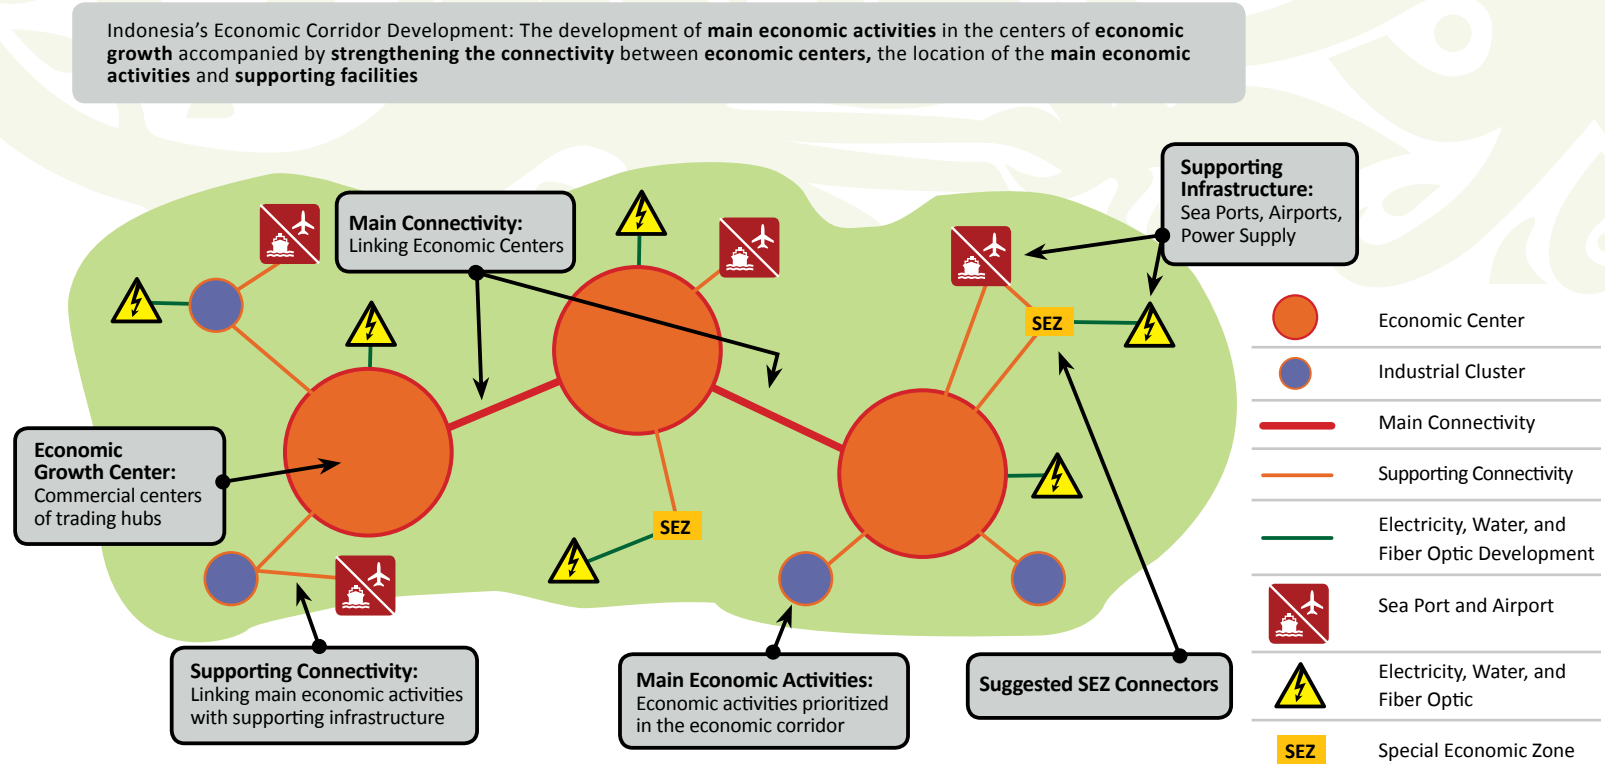 Indonesia’s Economic Corridor Development: The development of main economic activities in the centers of economic
growth accompanied by strengthening the connectivity between economic centers, the location of the main economic
activities and supporting facilities
Supporting
Infrastructure:
Sea Ports, Airports,
Power Supply
Main Connectivity:
Linking Economic Centers
SEZ
Economic
Growth Center:
Commercial centers
of trading hubs
SEZ
Supporting Connectivity:
Linking main economic activities
with supporting infrastructure
Main Economic Activities:
Economic activities prioritized
in the economic corridor
Suggested SEZ Connectors
Economic Center
Industrial Cluster
Main Connectivity
Supporting Connectivity
Electricity, Water, and
Fiber Optic Development
Sea Port and Airport
Electricity, Water, and
Fiber Optic
SEZ
Special Economic Zone